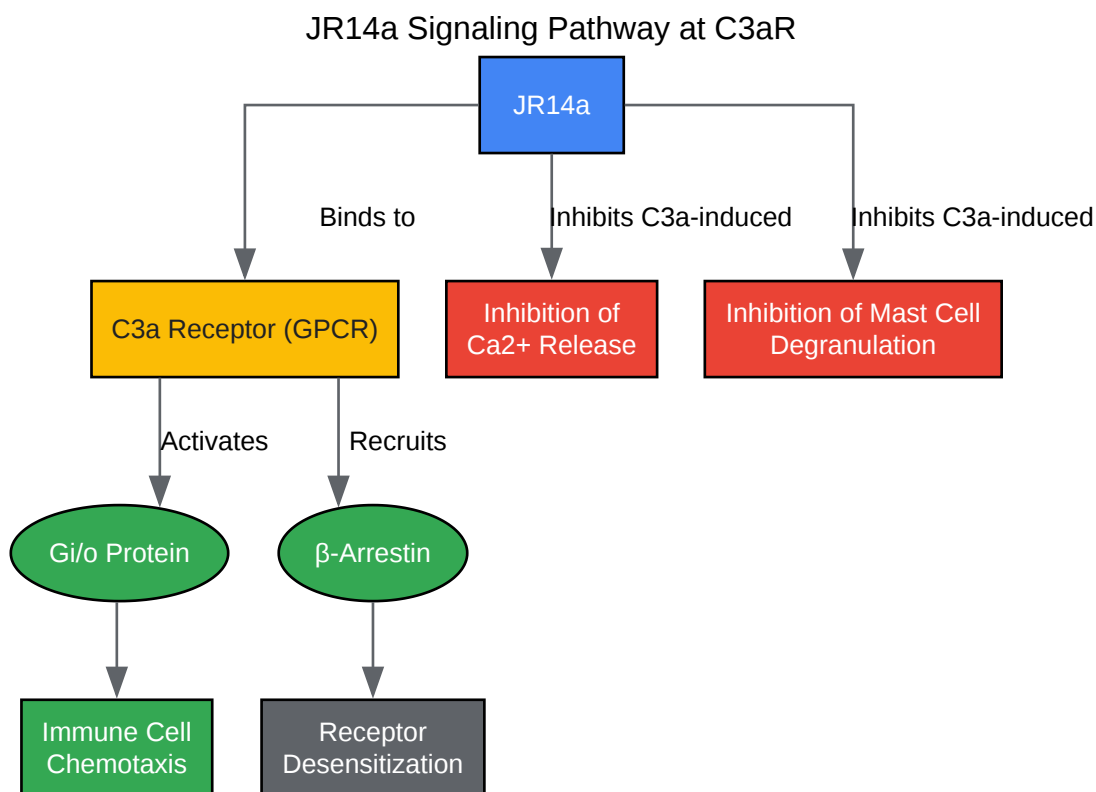 JR14a Signaling Pathway at C3aR
JR14a
Binds to
Inhibits C3a-induced
Inhibits C3a-induced
C3a Receptor (GPCR)
Inhibition of
Ca2+ Release
Inhibition of Mast Cell
Degranulation
Activates
Recruits
Gi/o Protein
β-Arrestin
Immune Cell
Chemotaxis
Receptor
Desensitization